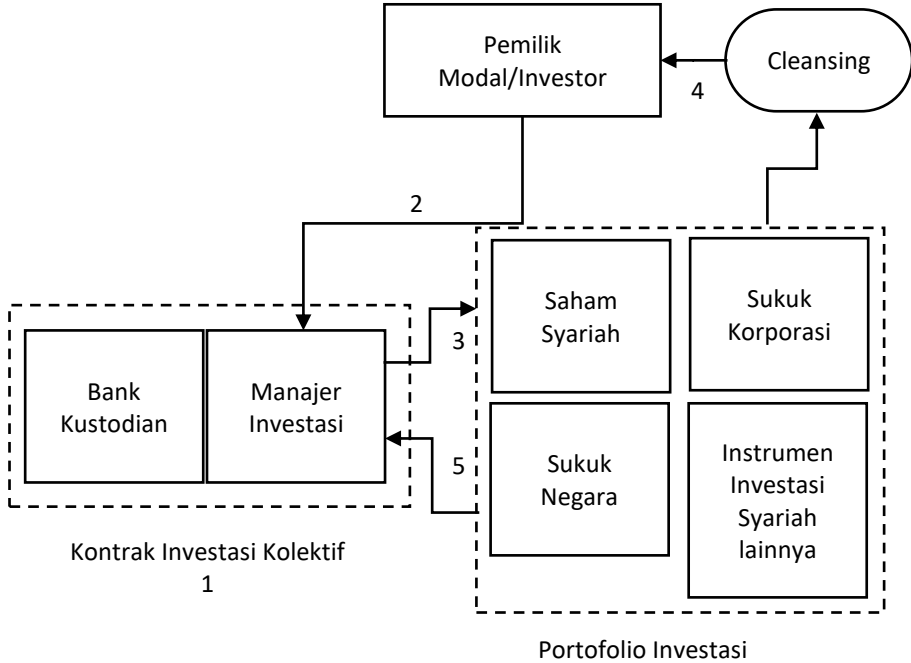 Pemilik
Modal/Investor
Cleansing
4
2
Saham
Syariah
Sukuk
Korporasi
3
Bank
Kustodian
Manajer
Investasi
5
Sukuk
Negara
Instrumen
Investasi
Syariah
lainnya
Kontrak Investasi Kolektif
1
Portofolio Investasi